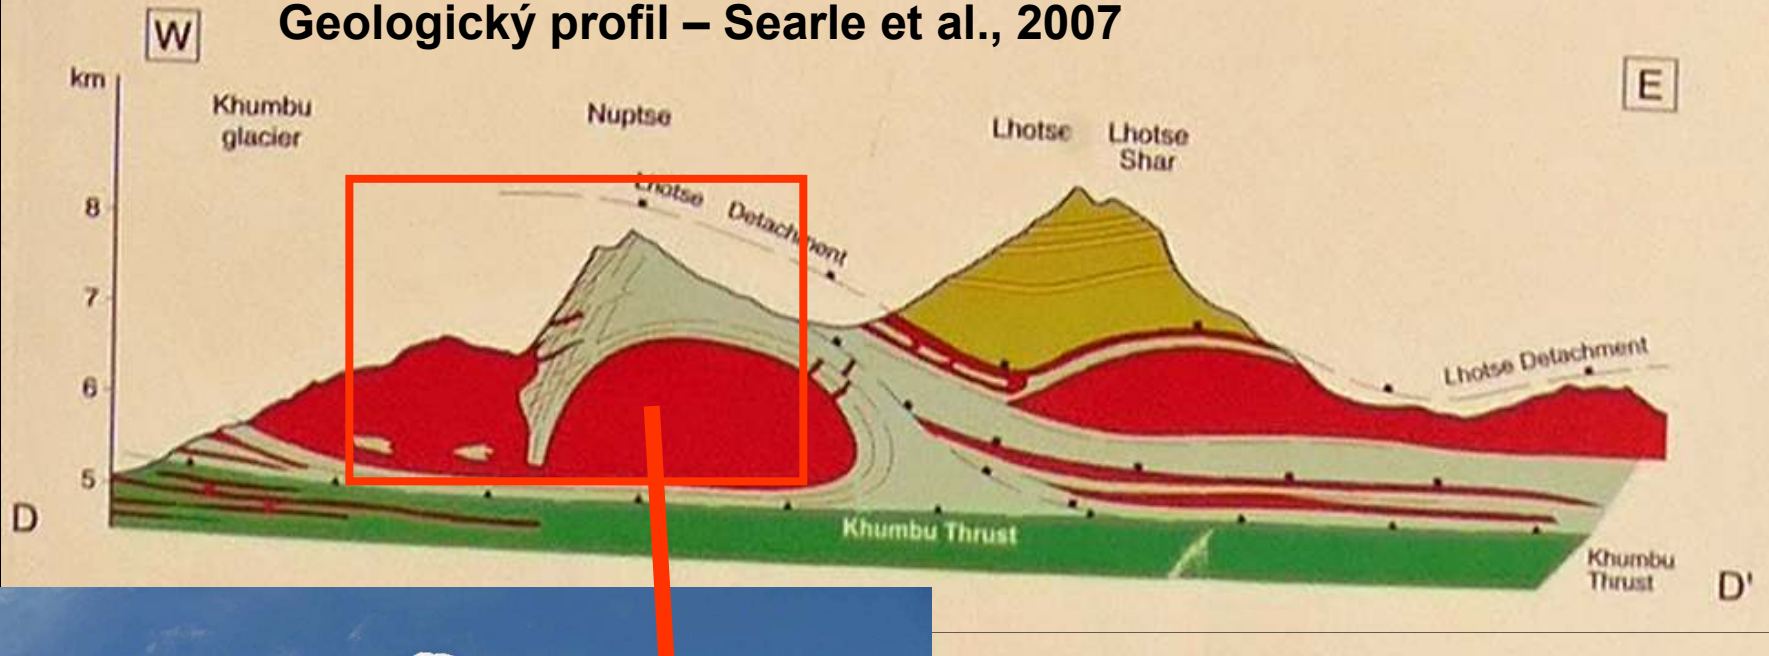 Geologický profil – Searle et al., 2007
W
E
km
Khumbu
glacier
Nuptse
Lhotse
Lhotse
Shar
Lhotse Detachment
8
7
6
5
Lhotse Detachment
D
Khumbu Thrust
Khumbu
Thrust
D'